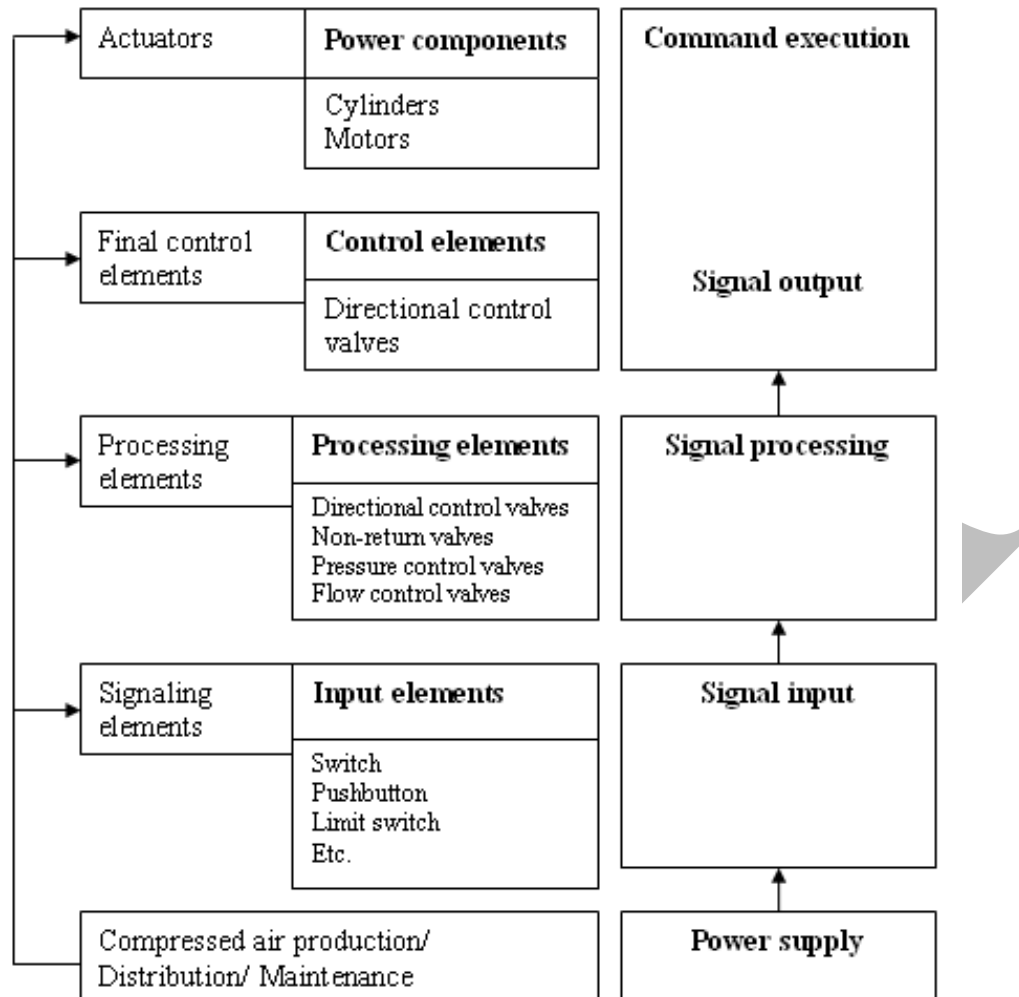 Actuators
Power components
Cylinders
Motors
Command execution
Final control
elements
Control elements
Directional control
valves
Signal output
Processing
elements
Processing elements
Directional control valves
Non-return valves
Pressure control valves
Flow control valves
Signal processing
Signaling
elements
Input elements
Switch
Pushbutton
Limit switch
Etc.
Signal input
Compressed air production/
Distribution/ Maintenance
Power supply